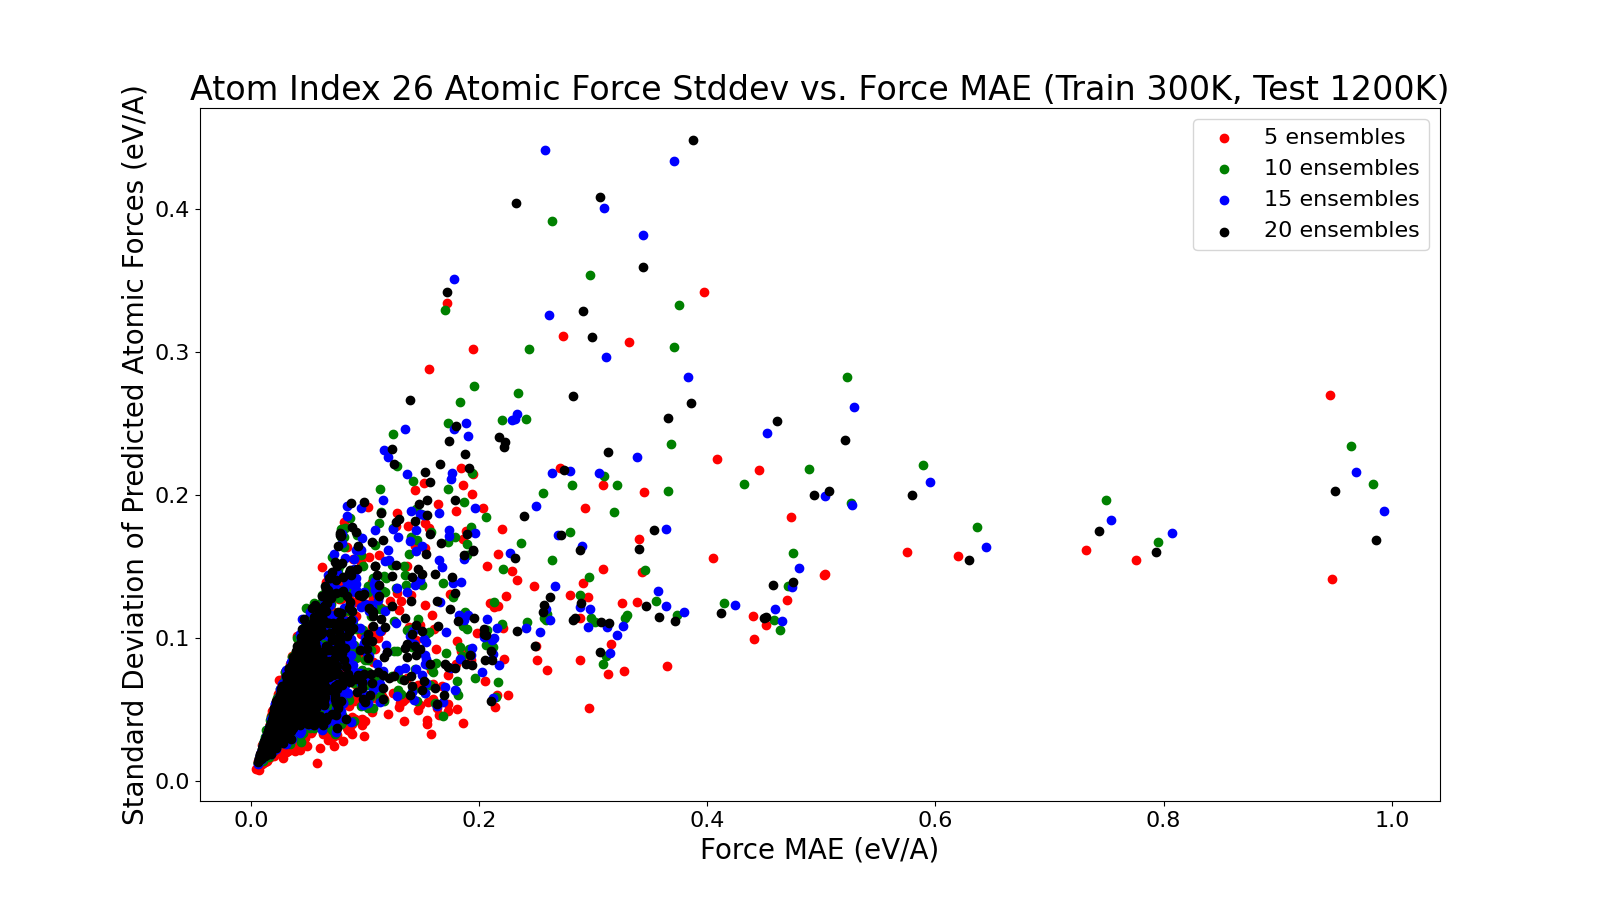 Atom Index 26 Atomic Force Stddev vs. Force MAE (Train 300K, Test 1200K)
5 ensembles
10 ensembles
15 ensembles
20 ensembles
Standard Deviation of Predicted Atomic Forces (eV/A)
0.4
0.3
0.2
0.1
0.0
0.0 0.2 0.4 0.6 0.8 1.0
Force MAE (eV/A)